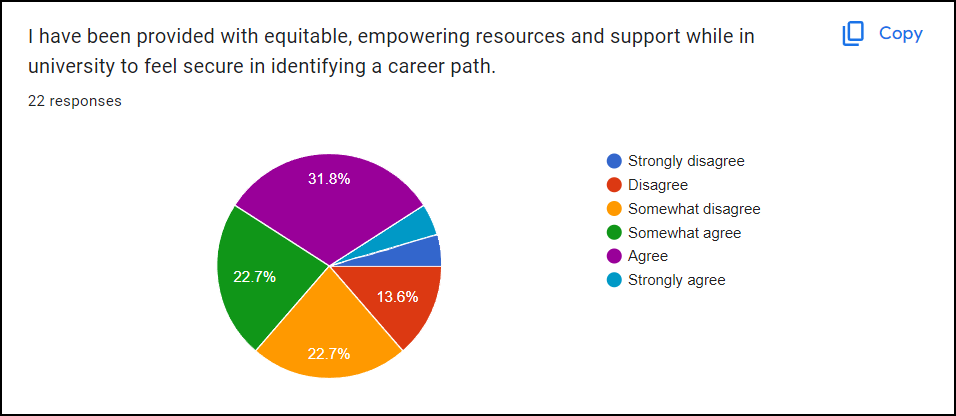 I have been provided with equitable, empowering resources and support while in
university to feel secure in identifying a career path.
Copy
22 responses
31.8%
22.7%
13.6%
22.7%
Strongly disagree
Disagree
Somewhat disagree
Somewhat agree
Agree
Strongly agree